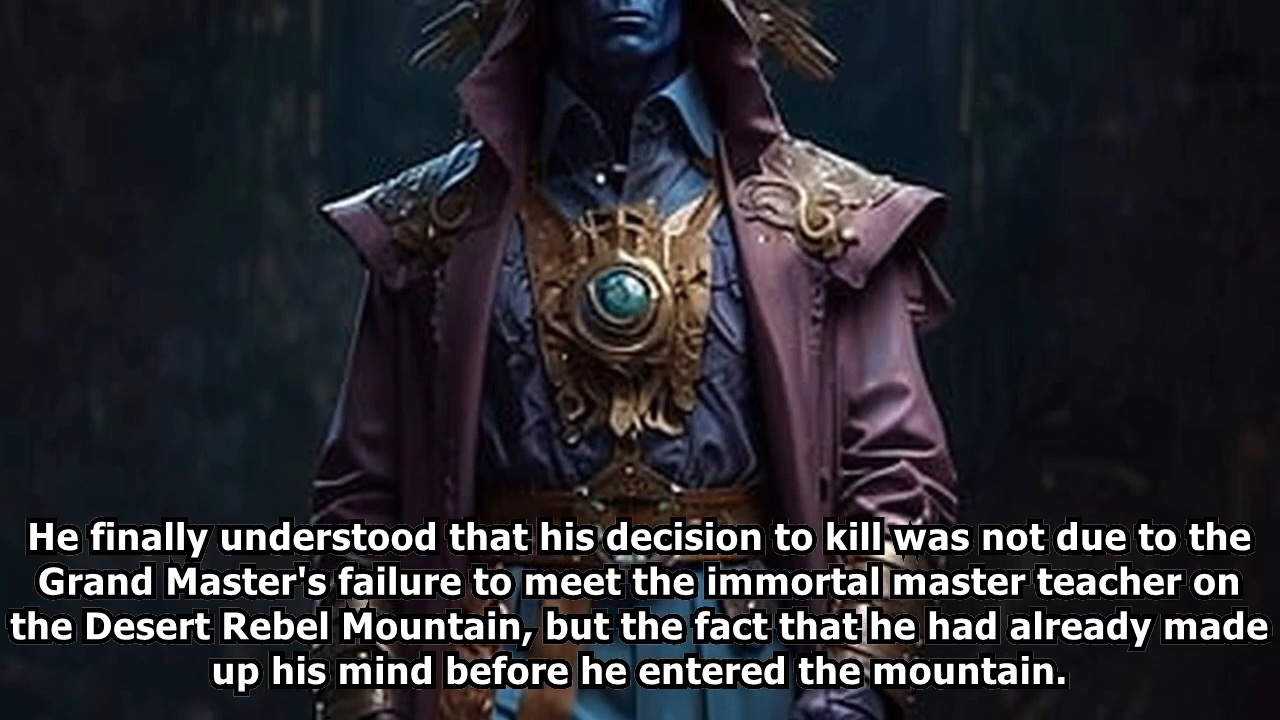 He finally understood that his decision to kill was not due to the
Grand Master's failure to meet the immortal master teacher on
the Desert Rebel Mountain, but the fact that he had already made
up his mind before he entered the mountain.